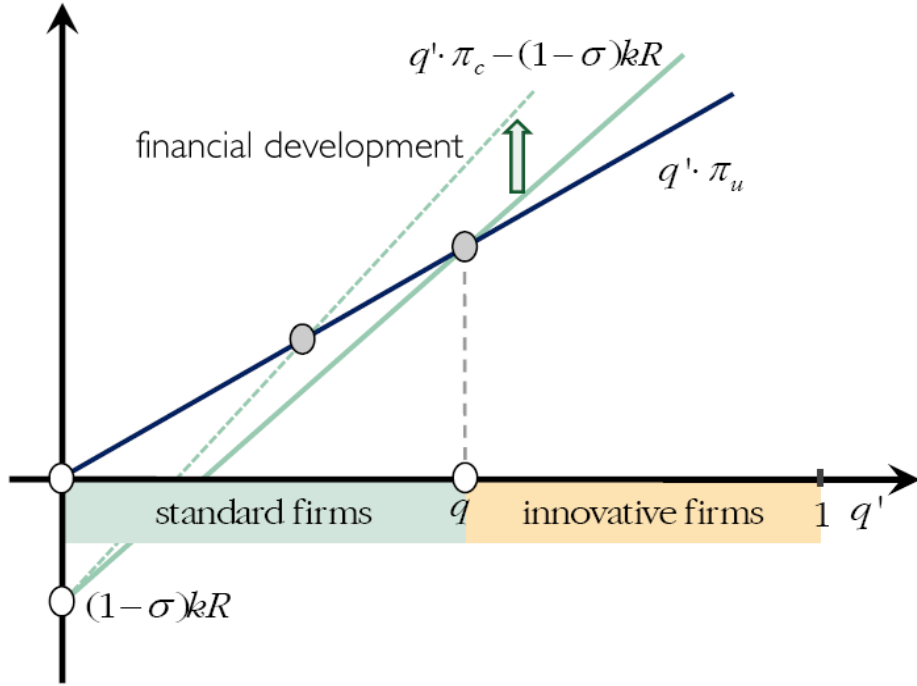 q'· π_c – (1–σ)kR
financial development
q'· π_u
standard firms
q
innovative firms
1
q'
(1–σ)kR